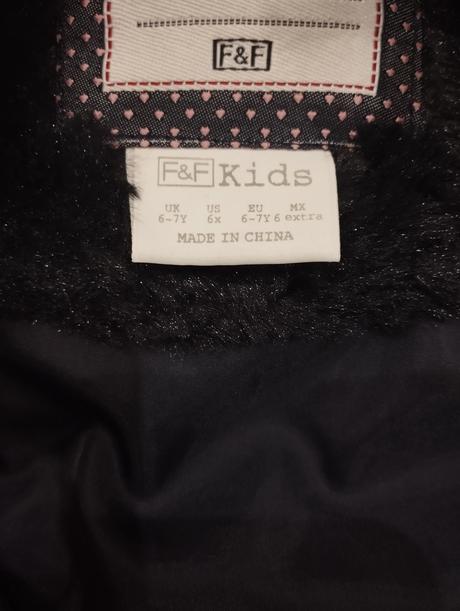 F&F
F&F Kids
UK US EU MX
6-7Y 6x 6-7Y 6 extra
MADE IN CHINA